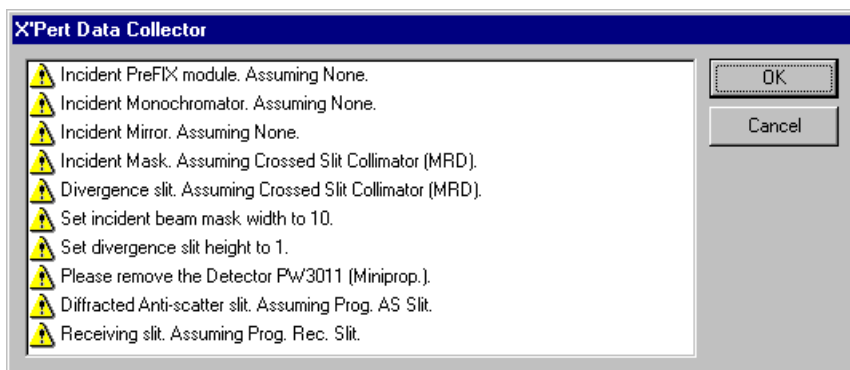 X'Pert Data Collector
Incident PreFIX module. Assuming None.
Incident Monochromator. Assuming None.
Incident Mirror. Assuming None.
Incident Mask. Assuming Crossed Slit Collimator (MRD).
Divergence slit. Assuming Crossed Slit Collimator (MRD).
Set incident beam mask width to 10.
Set divergence slit height to 1.
Please remove the Detector PW3011 (Miniprop.).
Diffracted Anti-scatter slit. Assuming Prog. AS Slit.
Receiving slit. Assuming Prog. Rec. Slit.
OK
Cancel